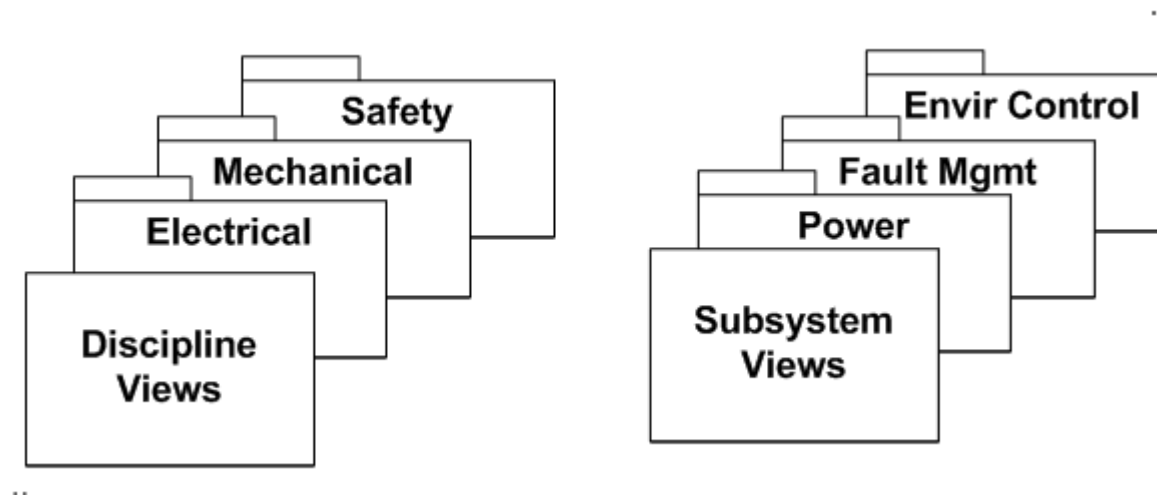 Safety
Mechanical
Electrical
Discipline
Views
Envir Control
Fault Mgmt
Power
Subsystem
Views